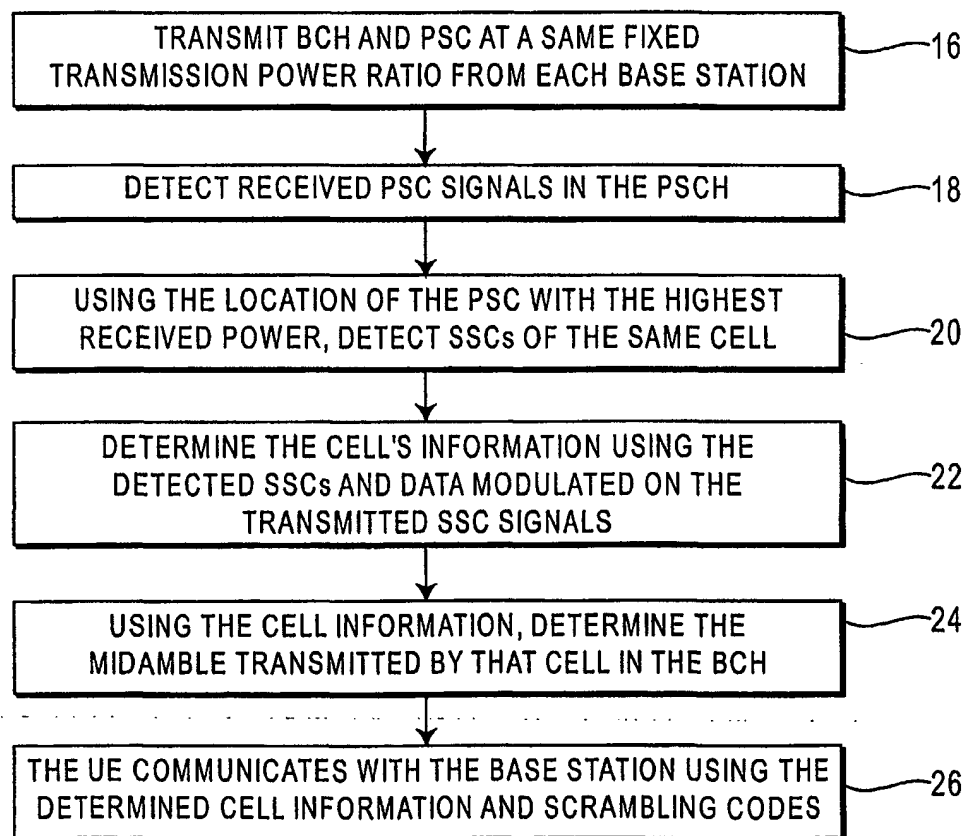 TRANSMIT BCH AND PSC AT A SAME FIXED
TRANSMISSION POWER RATIO FROM EACH BASE STATION
16
DETECT RECEIVED PSC SIGNALS IN THE PSCH
18
USING THE LOCATION OF THE PSC WITH THE HIGHEST
RECEIVED POWER, DETECT SSCs OF THE SAME CELL
20
DETERMINE THE CELL'S INFORMATION USING THE
DETECTED SSCs AND DATA MODULATED ON THE
TRANSMITTED SSC SIGNALS
22
USING THE CELL INFORMATION, DETERMINE THE
MIDAMBLE TRANSMITTED BY THAT CELL IN THE BCH
24
THE UE COMMUNICATES WITH THE BASE STATION USING THE
DETERMINED CELL INFORMATION AND SCRAMBLING CODES
26